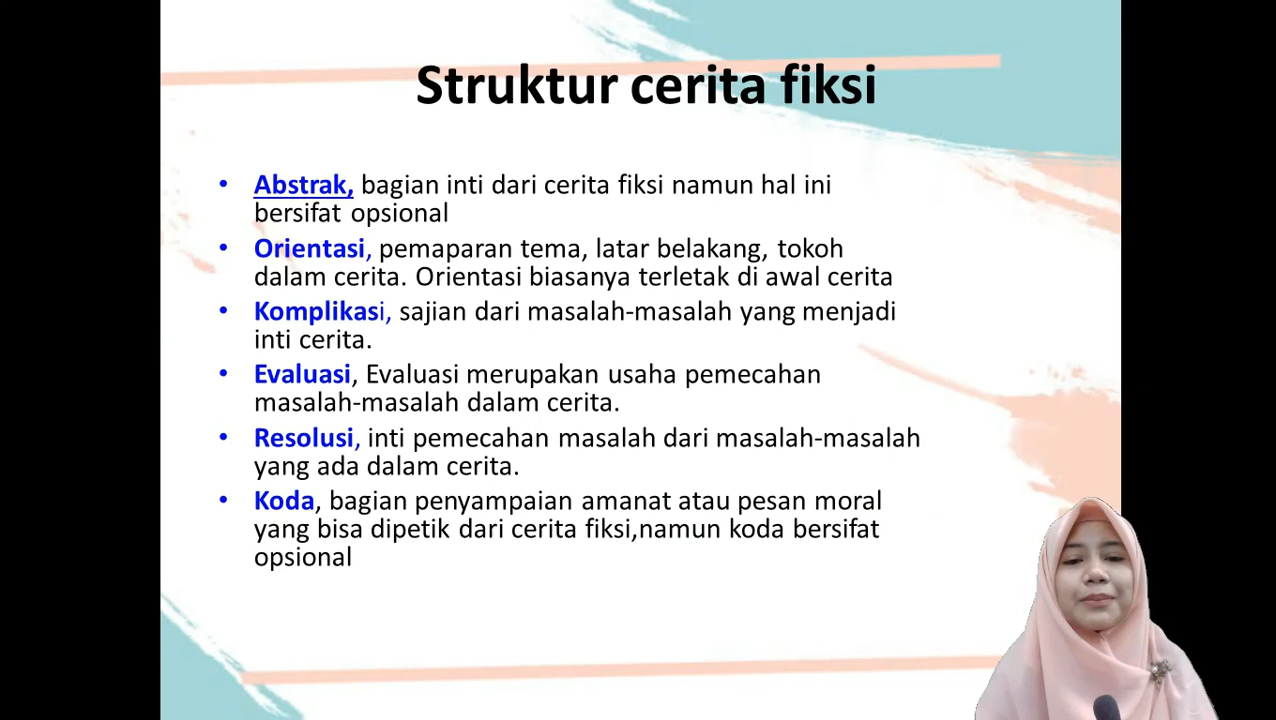 Struktur cerita fiksi
• Abstrak, bagian inti dari cerita fiksi namun hal ini
bersifat opsional
• Orientasi, pemaparan tema, latar belakang, tokoh
dalam cerita. Orientasi biasanya terletak di awal cerita
• Komplikasi, sajian dari masalah-masalah yang menjadi
inti cerita.
• Evaluasi, Evaluasi merupakan usaha pemecahan
masalah-masalah dalam cerita.
• Resolusi, inti pemecahan masalah dari masalah-masalah
yang ada dalam cerita.
• Koda, bagian penyampaian amanat atau pesan moral
yang bisa dipetik dari cerita fiksi,namun koda bersifat
opsional